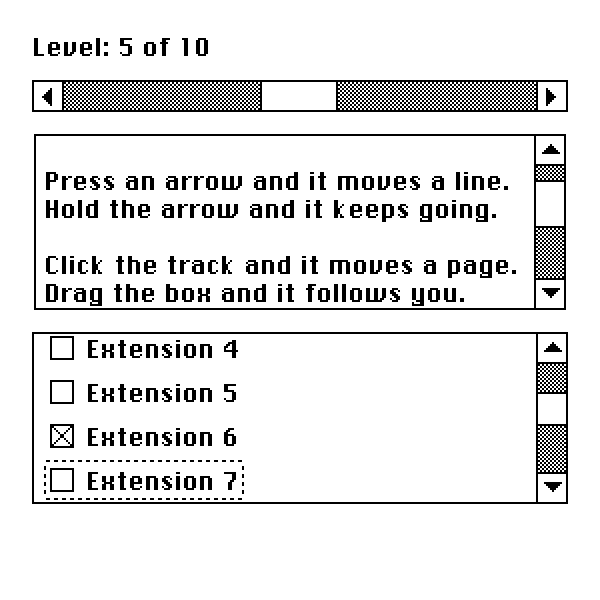 Level: 5 of 10
Press an arrow and it moves a line.
Hold the arrow and it keeps going.
Click the track and it moves a page.
Drag the box and it follows you.
Extension 4
Extension 5
Extension 6
Extension 7